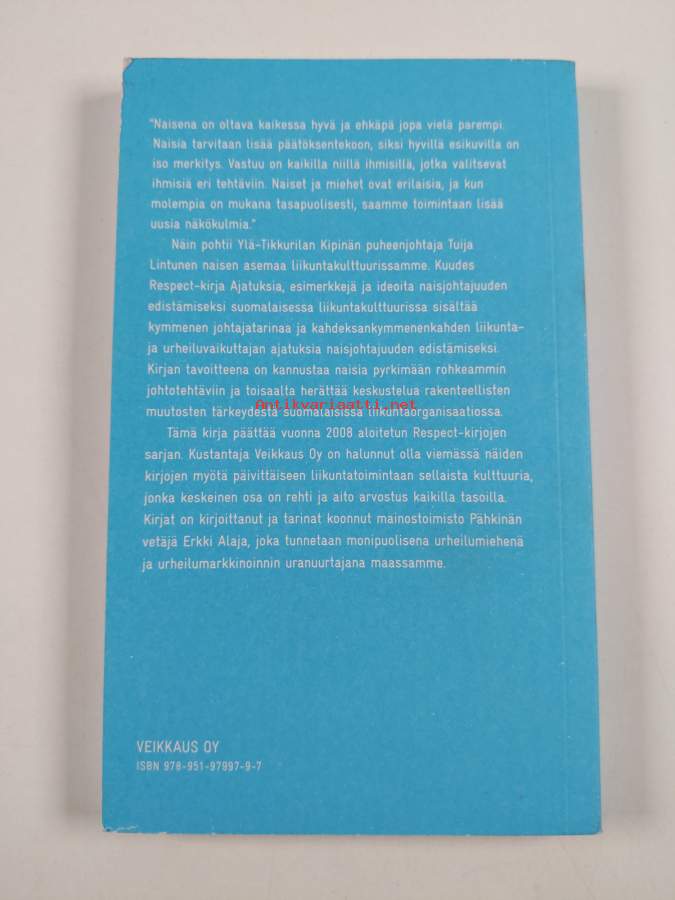 "Naisena on oltava kaikessa hyvä ja ehkäpä jopa vielä parempi.
Naisia tarvitaan lisää päätöksentekoon, siksi hyvillä esikuvilla on
iso merkitys. Vastuu on kaikilla niillä ihmisillä, jotka valitsevat
ihmisiä eri tehtäviin. Naiset ja miehet ovat erilaisia, ja kun
molempia on mukana tasapuolisesti, saamme toimintaan lisää
uusia näkökulmia."
Näin pohtii Ylä-Tikkurilan Kipinän puheenjohtaja Tuija
Lintunen naisen asemaa liikuntakulttuurissamme. Kuudes
Respect-kirja Ajatuksia, esimerkkejä ja ideoita naisjohtajuuden
edistämiseksi suomalaisessa liikuntakulttuurissa sisältää
kymmenen johtajatarinaa ja kahdeksankymmenenkahden liikunta-
ja urheiluvaikuttajan ajatuksia naisjohtajuuden edistämiseksi.
Kirjan tavoitteena on kannustaa naisia pyrkimään rohkeammin
johtotehtäviin ja toisaalta herättää keskustelua rakenteellisten
Antikvariaatti.net
muutosten tärkeydestä suomalaisissa liikuntaorganisaatiossa.
Tämä kirja päättää vuonna 2008 aloitetun Respect-kirjojen
sarjan. Kustantaja Veikkaus Oy on halunnut olla viemässä näiden
kirjojen myötä päivittäiseen liikuntatoimintaan sellaista kulttuuria,
jonka keskeinen osa on rehti ja aito arvostus kaikilla tasoilla.
Kirjat on kirjoittanut ja tarinat koonnut mainostoimisto Pähkinän
vetäjä Erkki Alaja, joka tunnetaan monipuolisena urheilumiehenä
ja urheilumarkkinoinnin uranuurtajana maassamme.
VEIKKAUS OY
ISBN 978-951-97997-9-7